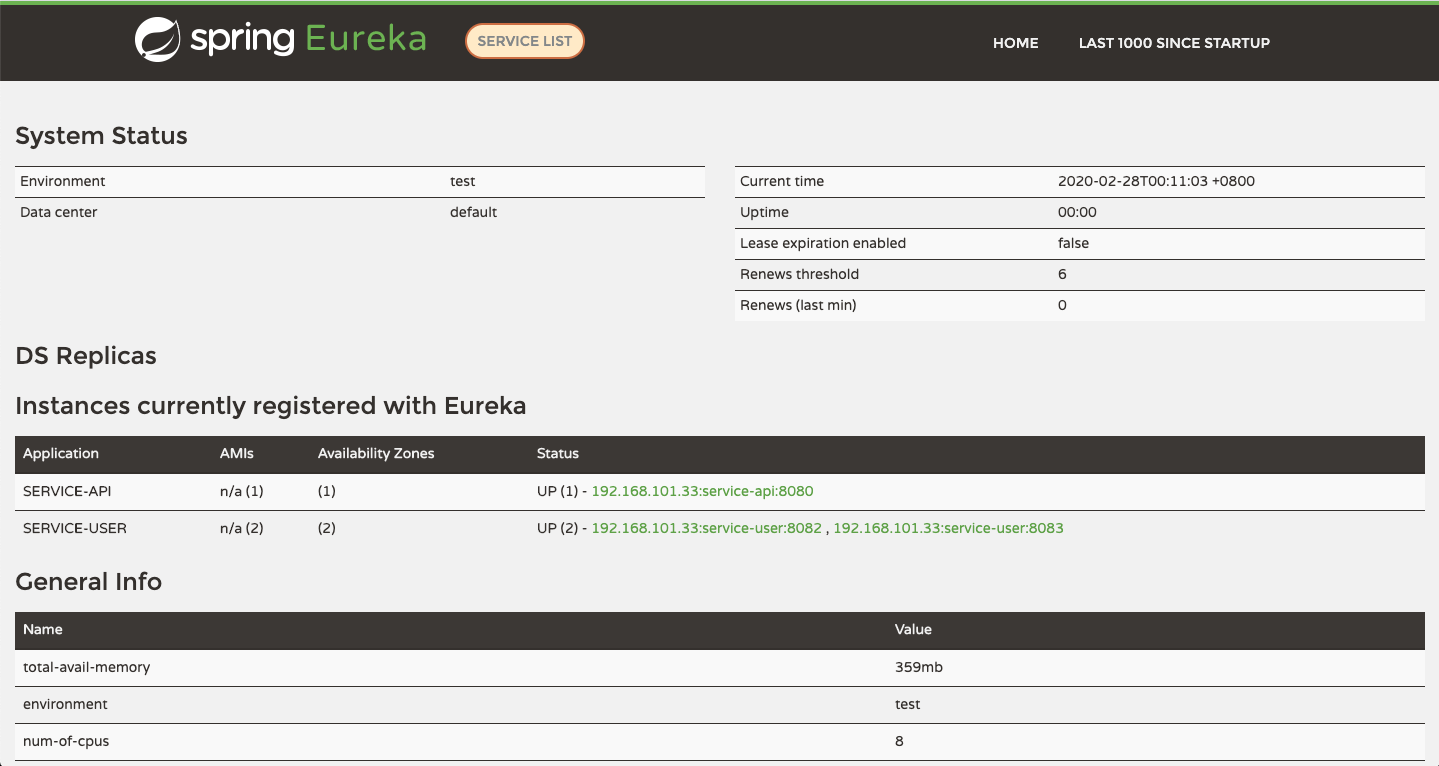 spring Eureka SERVICE LIST HOME LAST 1000 SINCE STARTUP
System Status
Environment test
Data center default
Current time 2020-02-28T00:11:03 +0800
Uptime 00:00
Lease expiration enabled false
Renews threshold 6
Renews (last min) 0
DS Replicas
Instances currently registered with Eureka
Application AMIs Availability Zones Status
SERVICE-API n/a (1) (1) UP (1) - 192.168.101.33:service-api:8080
SERVICE-USER n/a (2) (2) UP (2) - 192.168.101.33:service-user:8082 , 192.168.101.33:service-user:8083
General Info
Name Value
total-avail-memory 359mb
environment test
num-of-cpus 8